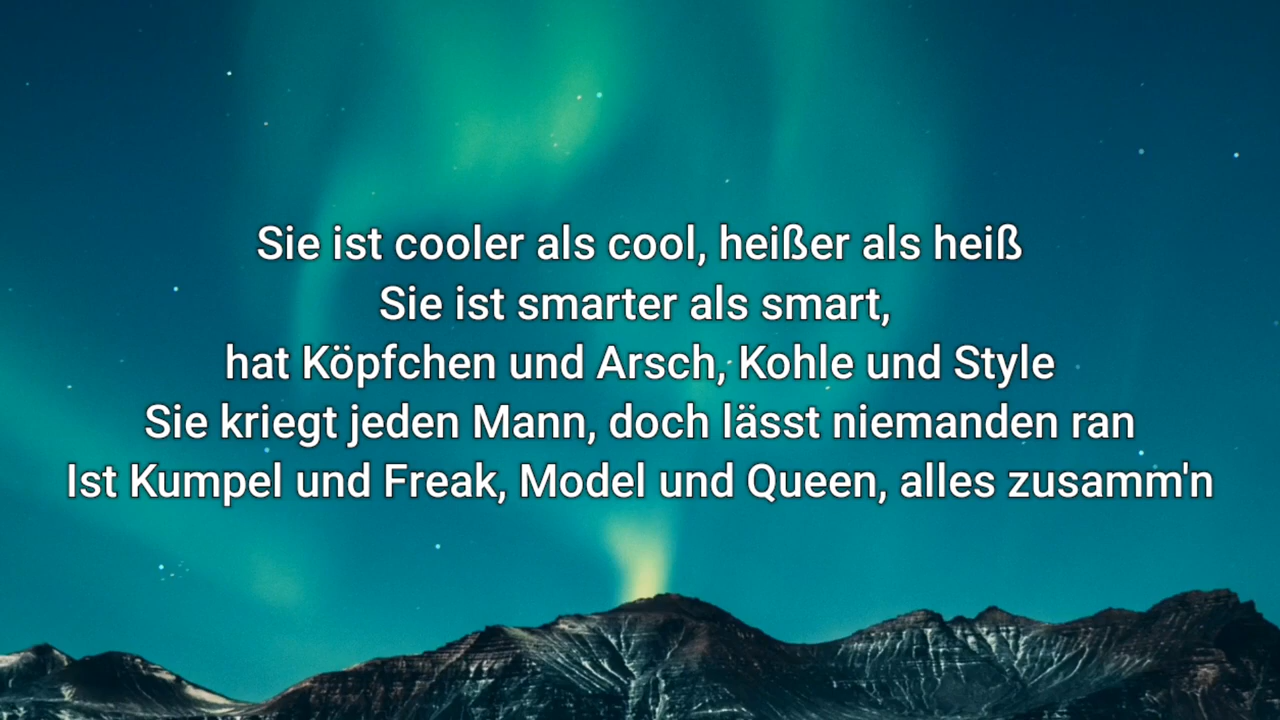 Sie ist cooler als cool, heißer als heiß
Sie ist smarter als smart,
hat Köpfchen und Arsch, Kohle und Style
Sie kriegt jeden Mann, doch lässt niemanden ran
Ist Kumpel und Freak, Model und Queen, alles zusamm'n